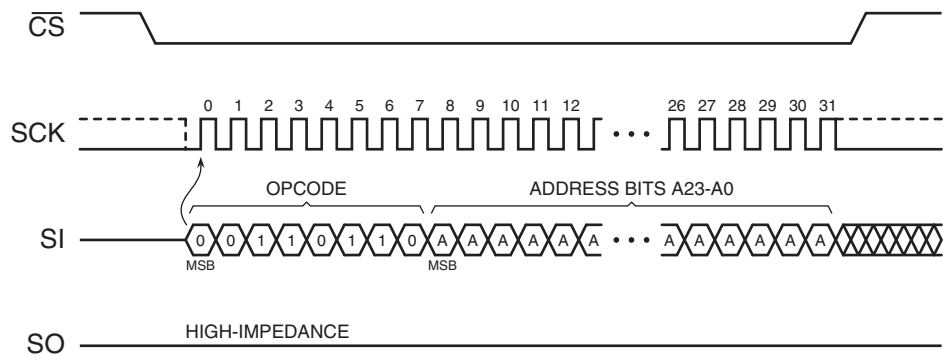 C̅S̅
0 1 2 3 4 5 6 7 8 9 10 11 12 26 27 28 29 30 31
SCK
OPCODE ADDRESS BITS A23-A0
SI 0 0 1 1 0 1 1 0 A A A A A A A A A A A A
MSB MSB
HIGH-IMPEDANCE
SO